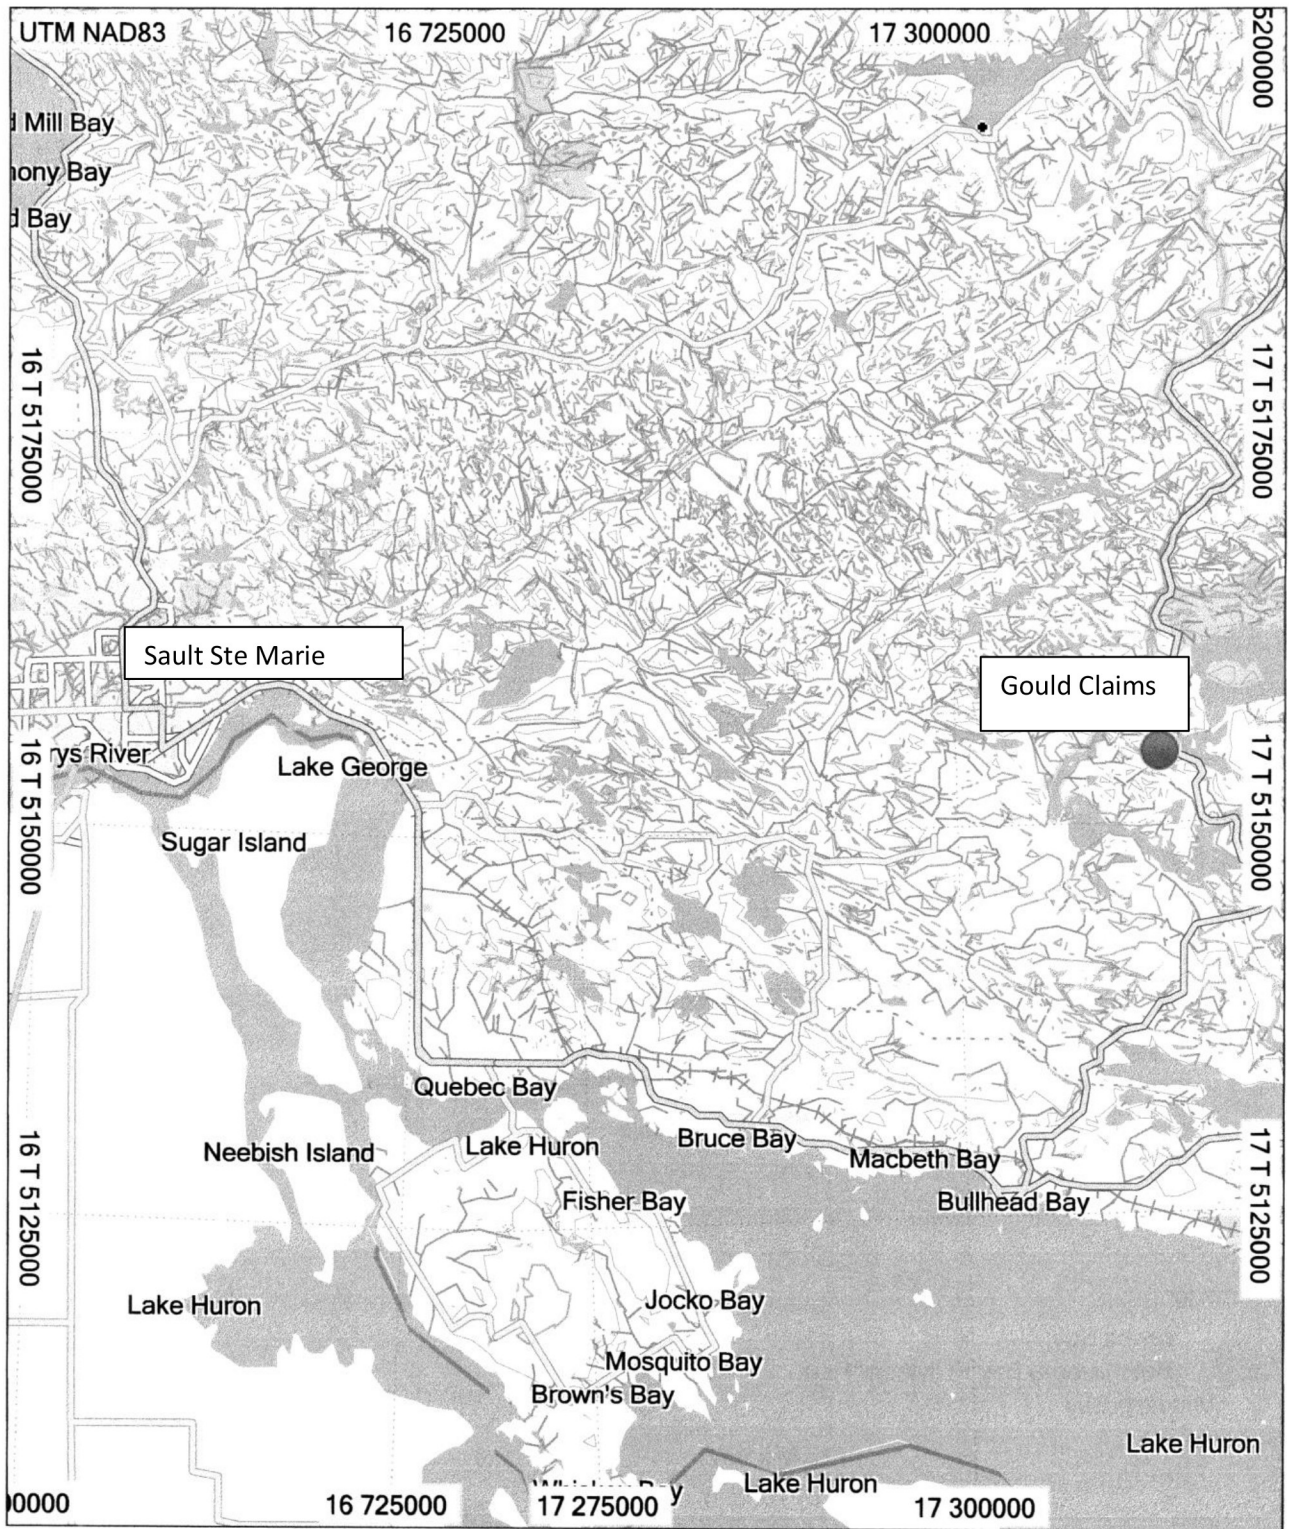 UTM NAD83
16 725000
17 300000
5200000
Mill Bay
Bay
Bay
16 T 5175000
17 T 5175000
Sault Ste Marie
Gould Claims
River
Lake George
16 T 5150000
17 T 5150000
Sugar Island
Quebec Bay
Neebish Island
Lake Huron
Bruce Bay
Macbeth Bay
16 T 5125000
17 T 5125000
Fisher Bay
Bullhead Bay
Lake Huron
Jocko Bay
Mosquito Bay
Brown's Bay
Lake Huron
Lake Huron
00000
16 725000
17 275000
17 300000